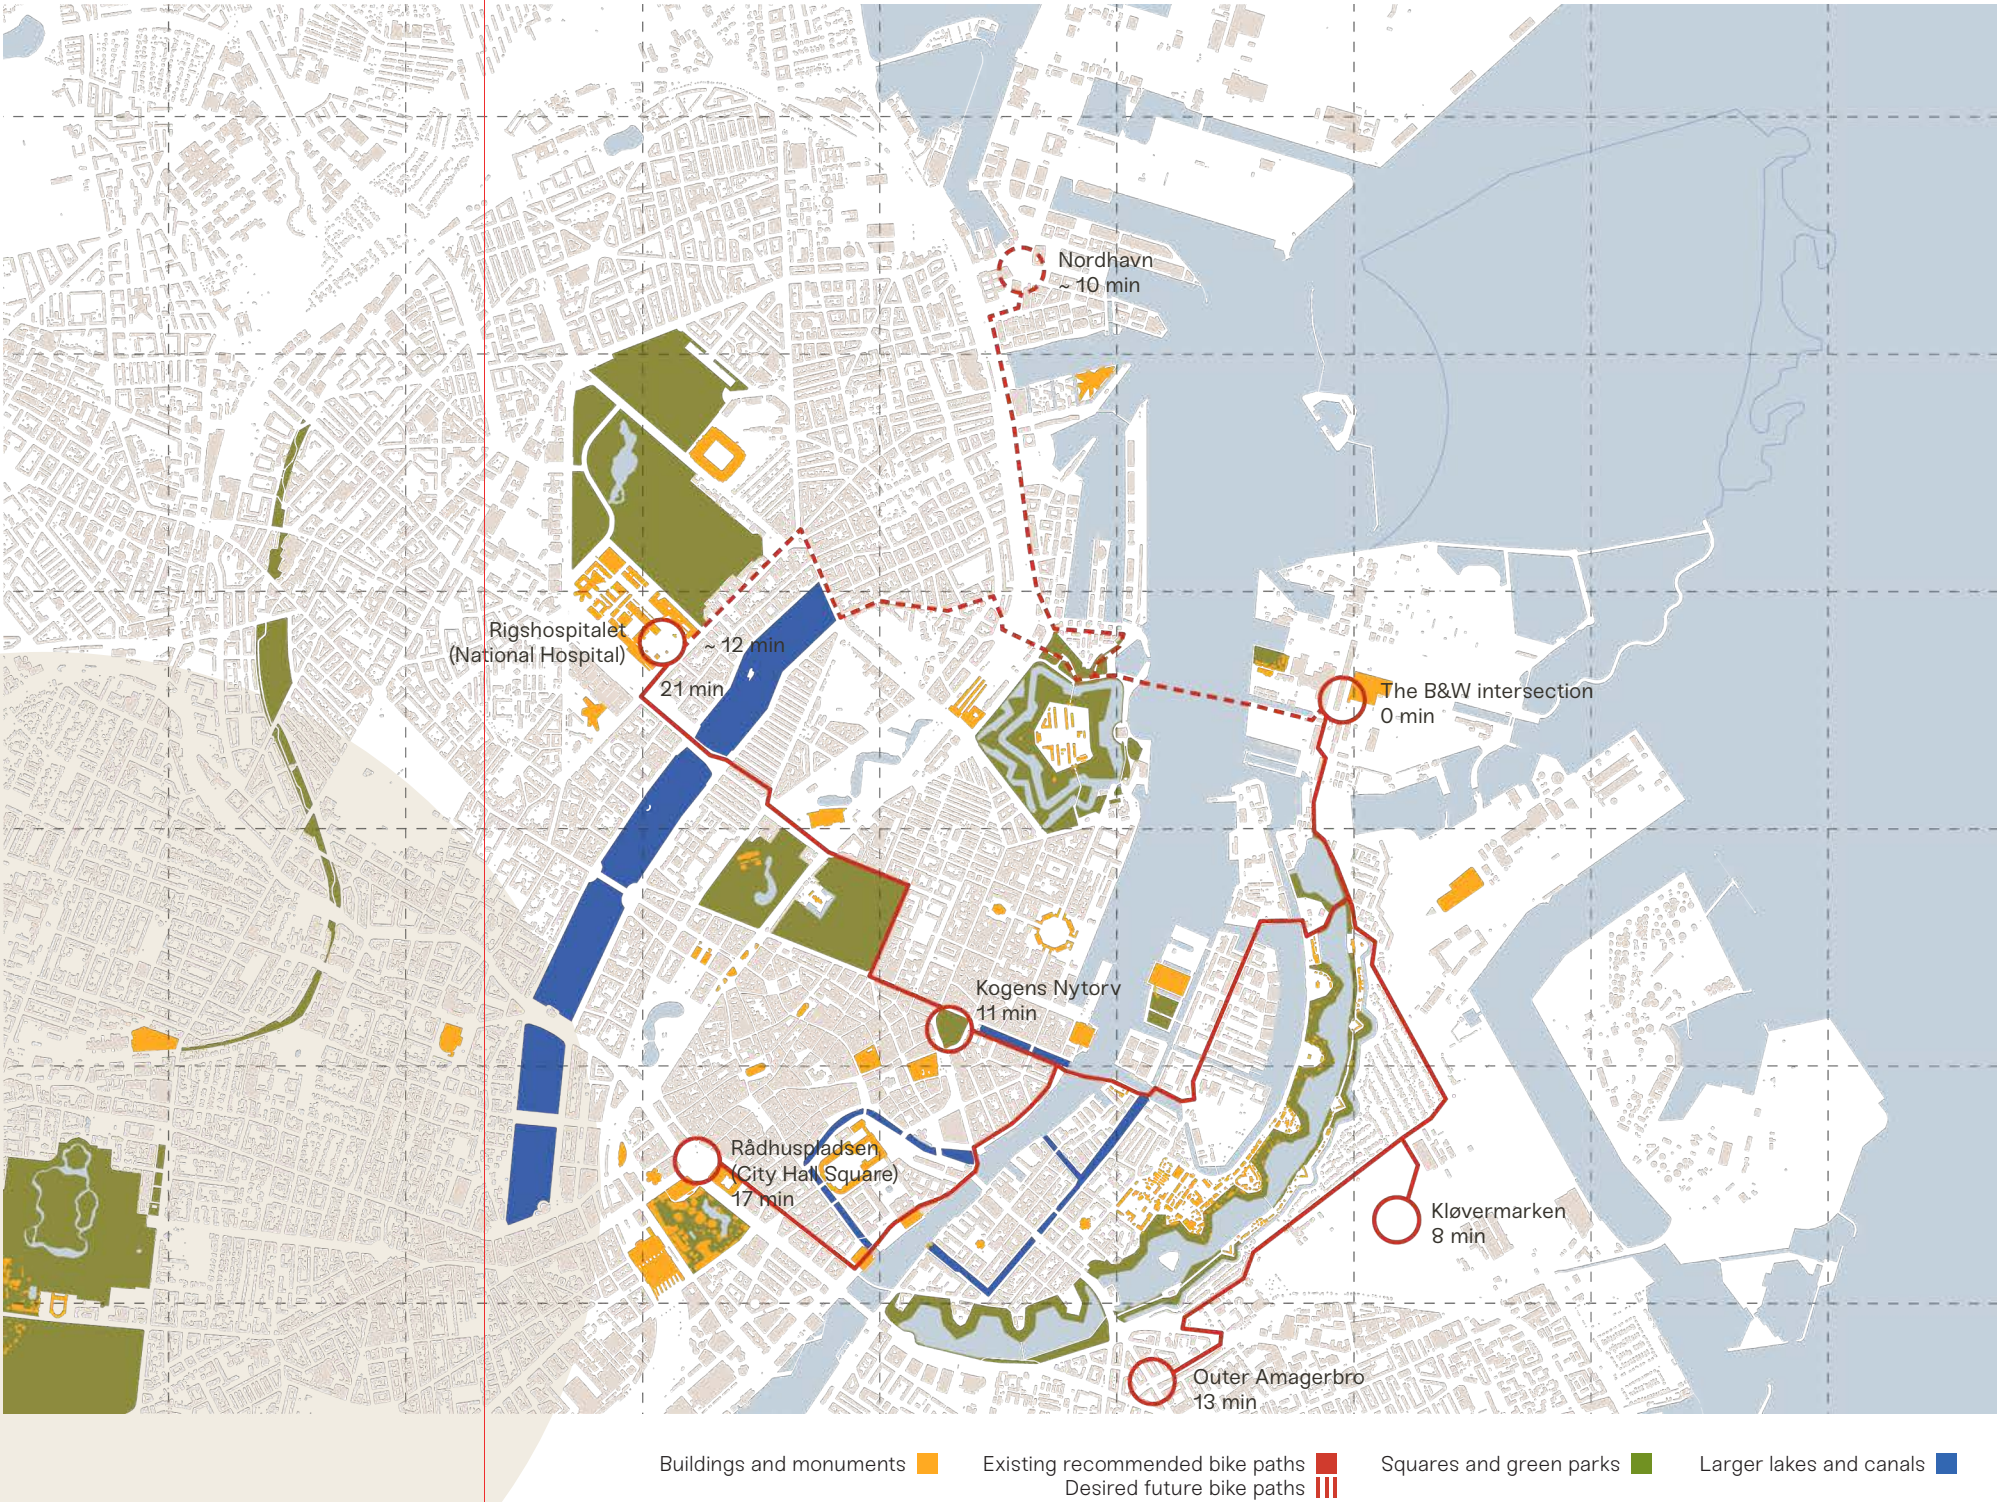 Nordhavn
~ 10 min
Rigshospitalet
(National Hospital)
~ 12 min
21 min
The B&W intersection
0 min
Kogens Nytorv
11 min
Rådhuspladsen
(City Hall Square)
17 min
Kløvermarken
8 min
Outer Amagerbro
13 min
Buildings and monuments
Existing recommended bike paths
Desired future bike paths
Squares and green parks
Larger lakes and canals